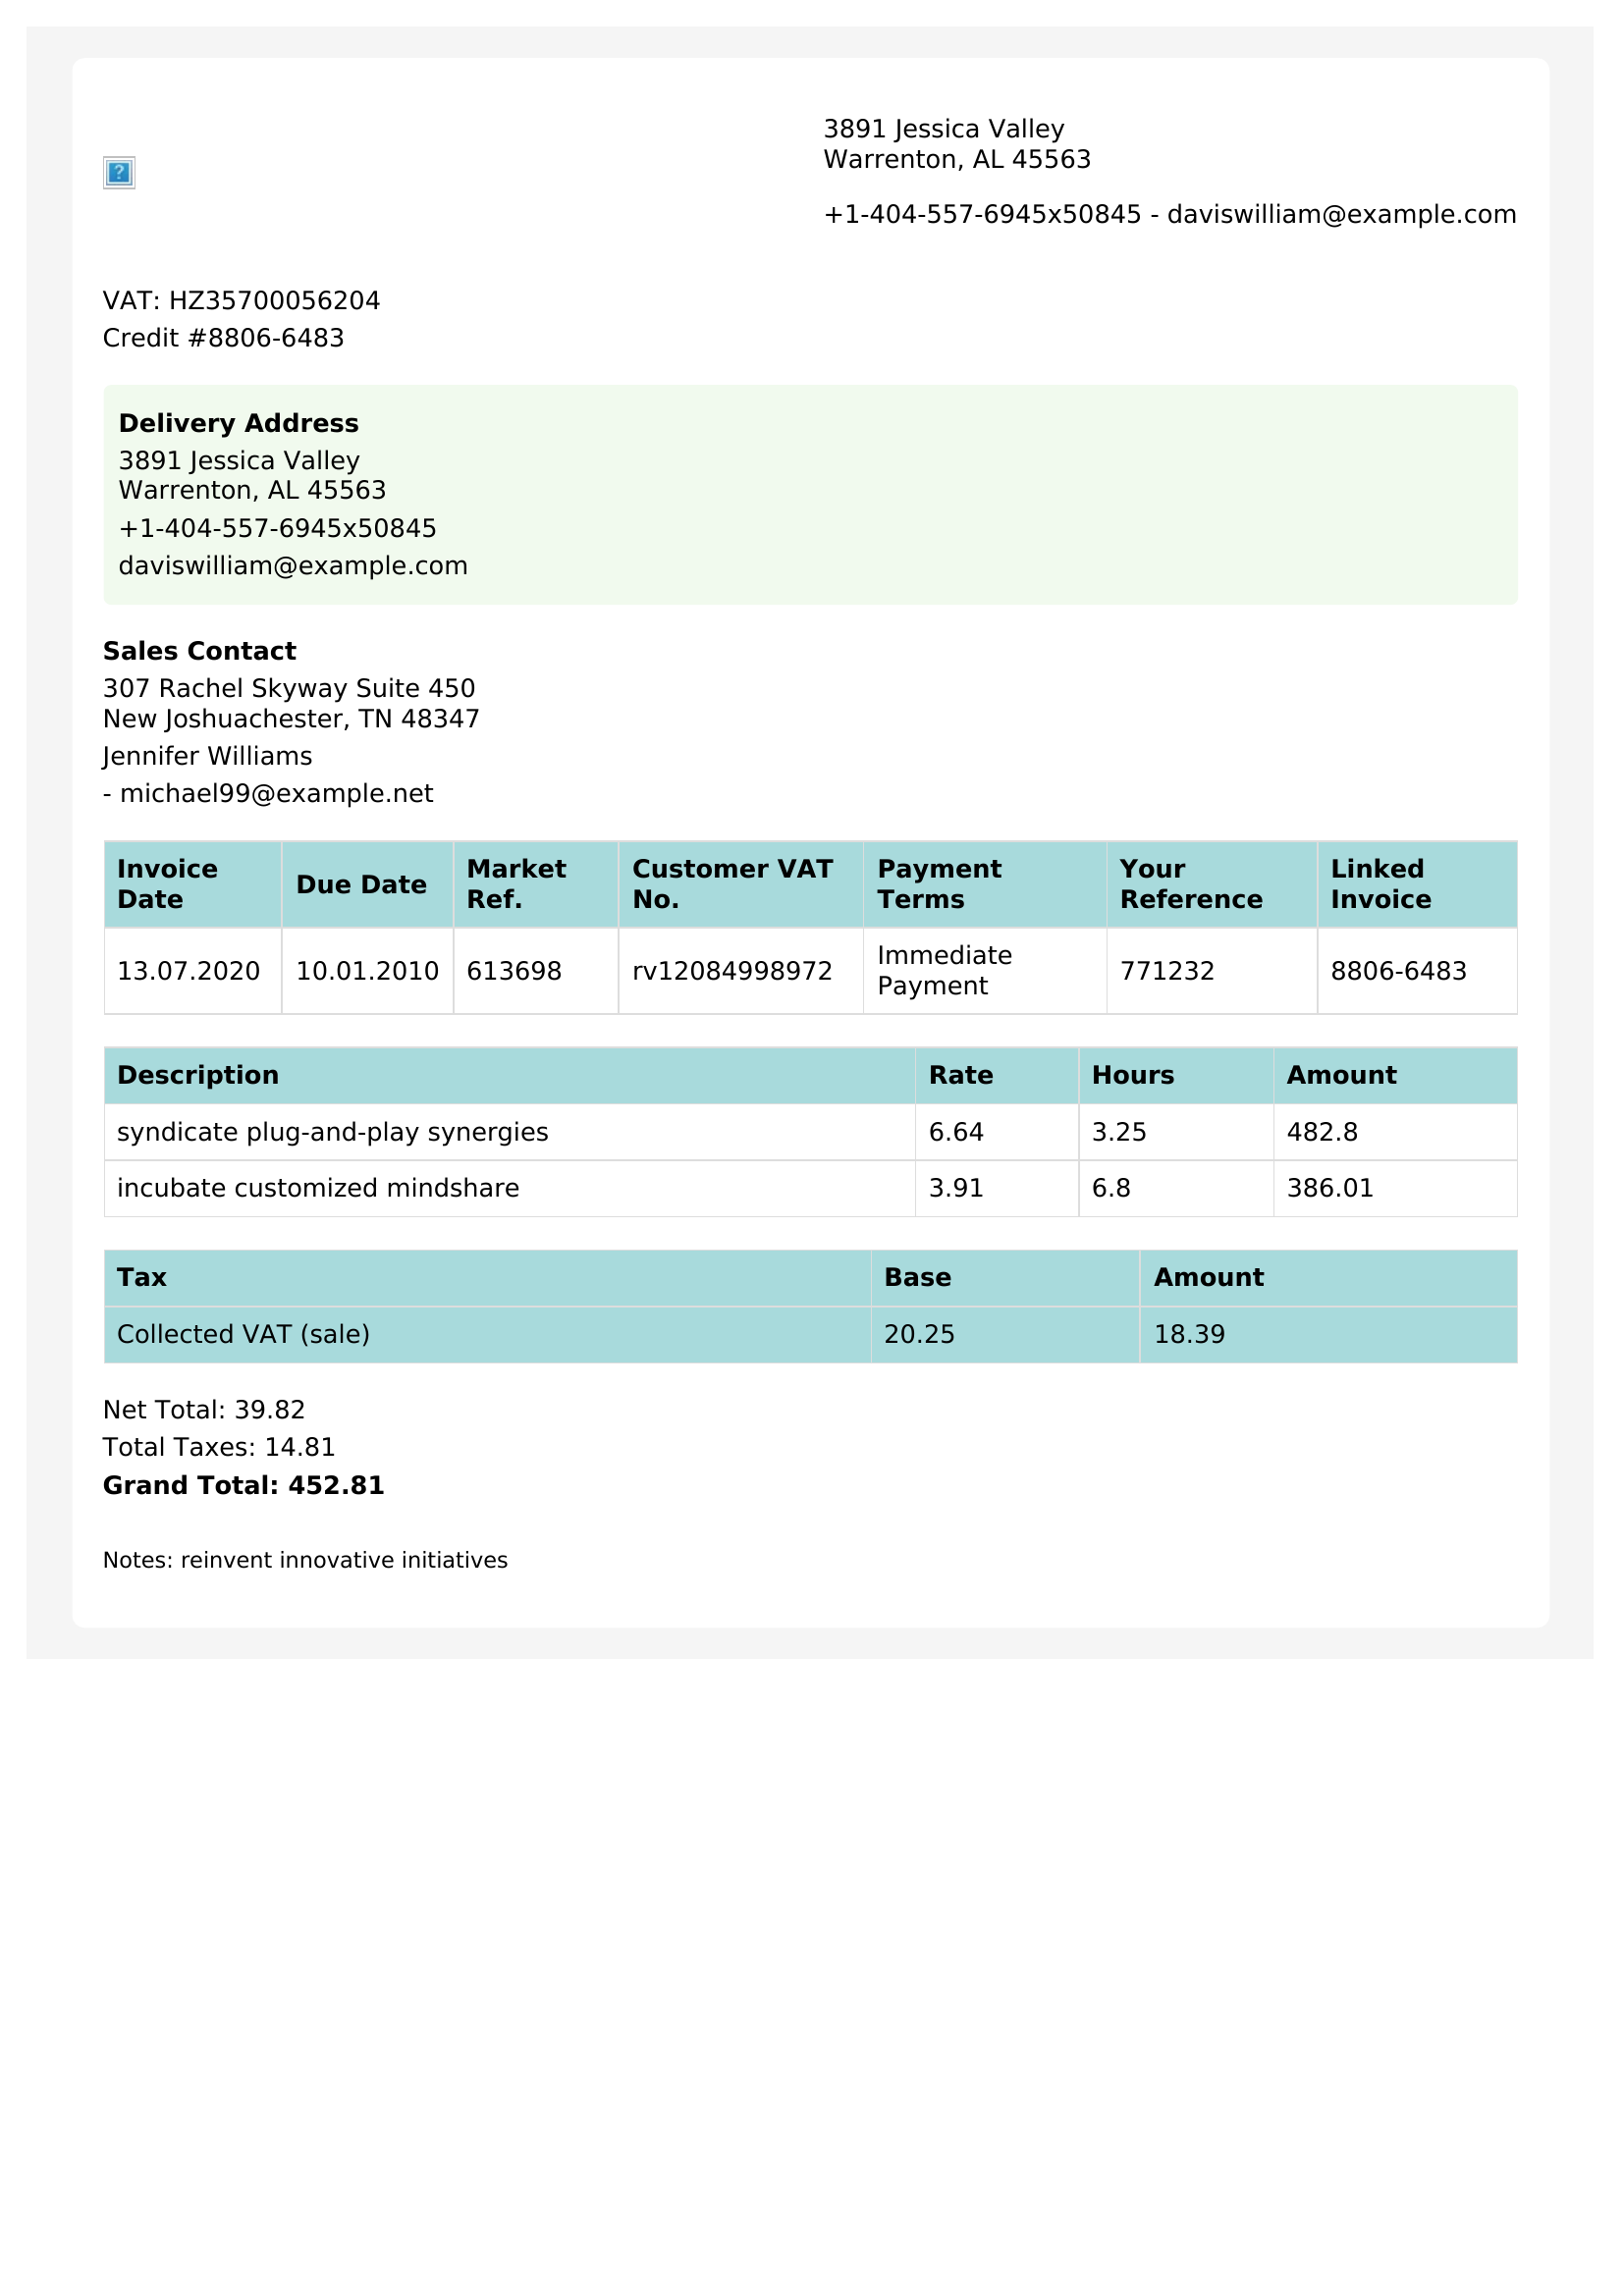 3891 Jessica Valley
Warrenton, AL 45563
+1-404-557-6945x50845 - daviswilliam@example.com
VAT: HZ35700056204
Credit #8806-6483
Delivery Address
3891 Jessica Valley
Warrenton, AL 45563
+1-404-557-6945x50845
daviswilliam@example.com
Sales Contact
307 Rachel Skyway Suite 450
New Joshuachester, TN 48347
Jennifer Williams
- michael99@example.net
Invoice Date Due Date Market Ref. Customer VAT No. Payment Terms Your Reference Linked Invoice
13.07.2020 10.01.2010 613698 rv12084998972 Immediate Payment 771232 8806-6483
Description Rate Hours Amount
syndicate plug-and-play synergies 6.64 3.25 482.8
incubate customized mindshare 3.91 6.8 386.01
Tax Base Amount
Collected VAT (sale) 20.25 18.39
Net Total: 39.82
Total Taxes: 14.81
Grand Total: 452.81
Notes: reinvent innovative initiatives